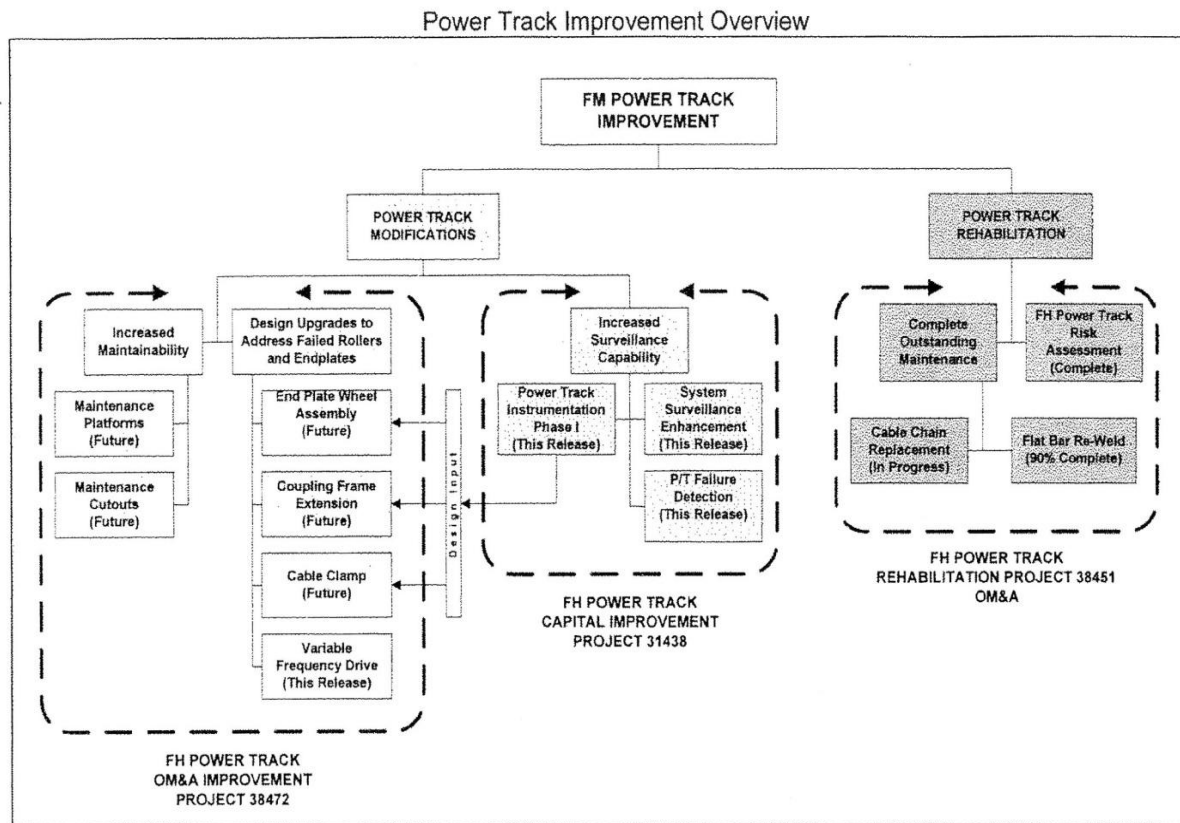 Power Track Improvement Overview
FM POWER TRACK
IMPROVEMENT
POWER TRACK
MODIFICATIONS
POWER TRACK
REHABILITATION
Increased
Maintainability
Design Upgrades to
Address Failed Rollers
and Endplates
Maintenance
Platforms
(Future)
Maintenance
Cutouts
(Future)
End Plate Wheel
Assembly
(Future)
Coupling Frame
Extension
(Future)
Cable Clamp
(Future)
Variable
Frequency Drive
(This Release)
Design Input
FH POWER TRACK
OM&A IMPROVEMENT
PROJECT 38472
Increased
Surveillance
Capability
Power Track
Instrumentation
Phase I
(This Release)
System
Surveillance
Enhancement
(This Release)
P/T Failure
Detection
(This Release)
FH POWER TRACK
CAPITAL IMPROVEMENT
PROJECT 31438
Complete
Outstanding
Maintenance
FH Power Track
Risk
Assessment
(Complete)
Cable Chain
Replacement
(In Progress)
Flat Bar Re-Weld
(90% Complete)
FH POWER TRACK
REHABILITATION PROJECT 38451
OM&A